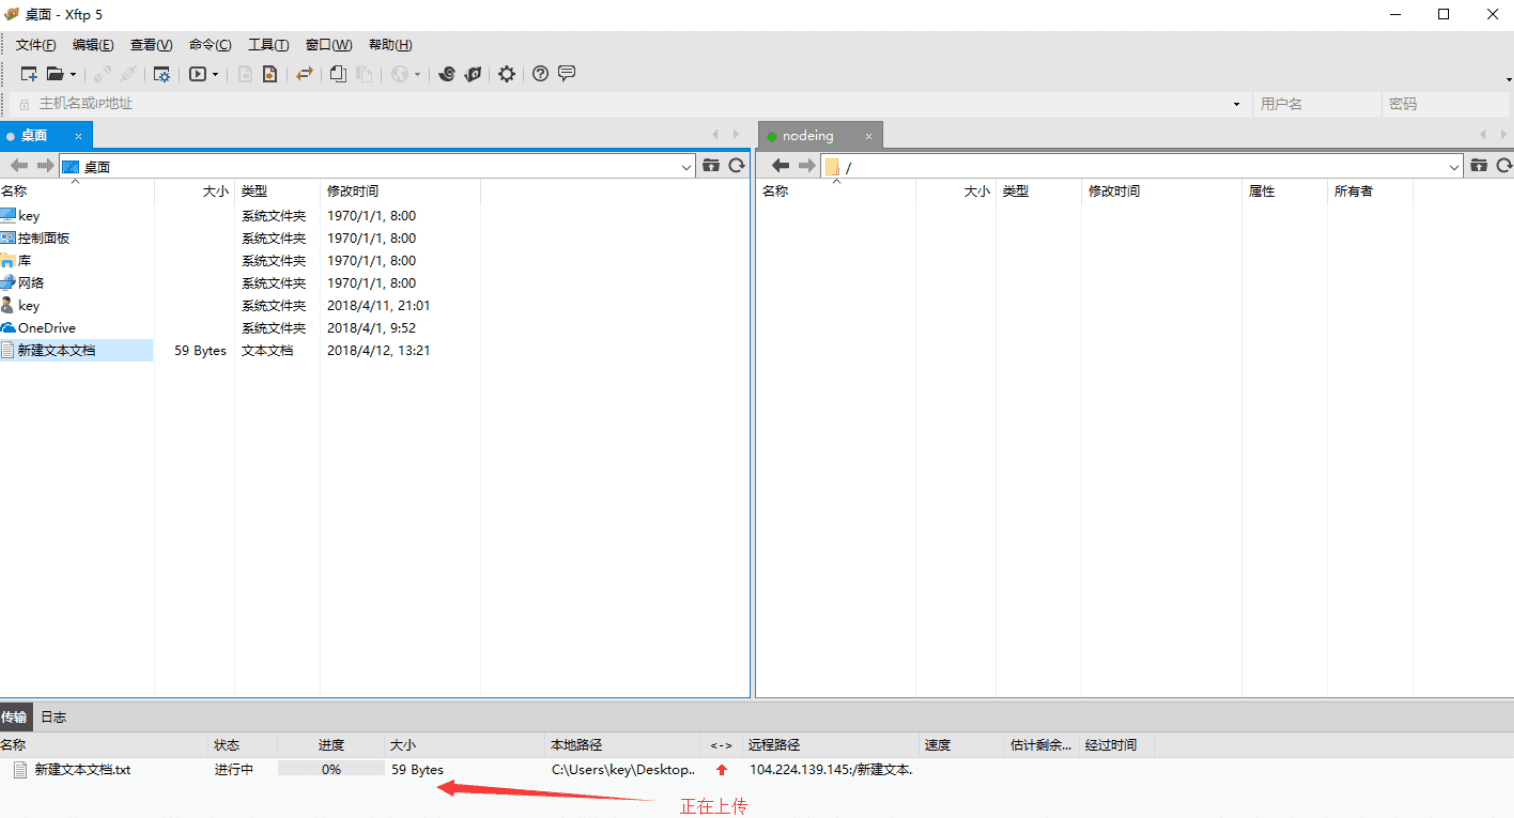 桌面 - Xftp 5
文件(F) 编辑(E) 查看(V) 命令(C) 工具(T) 窗口(W) 帮助(H)
主机名或IP地址 用户名 密码
桌面 × nodeing ×
桌面 /
名称 大小 类型 修改时间 名称 大小 类型 修改时间 属性 所有者
key 系统文件夹 1970/1/1, 8:00
控制面板 系统文件夹 1970/1/1, 8:00
库 系统文件夹 1970/1/1, 8:00
网络 系统文件夹 1970/1/1, 8:00
key 系统文件夹 2018/4/11, 21:01
OneDrive 系统文件夹 2018/4/1, 9:52
新建文本文档 59 Bytes 文本文档 2018/4/12, 13:21
传输 日志
名称 状态 进度 大小 本地路径 <-> 远程路径 速度 估计剩余... 经过时间
新建文本文档.txt 进行中 0% 59 Bytes C:\Users\key\Desktop.. 104.224.139.145:/新建文本.
正在上传